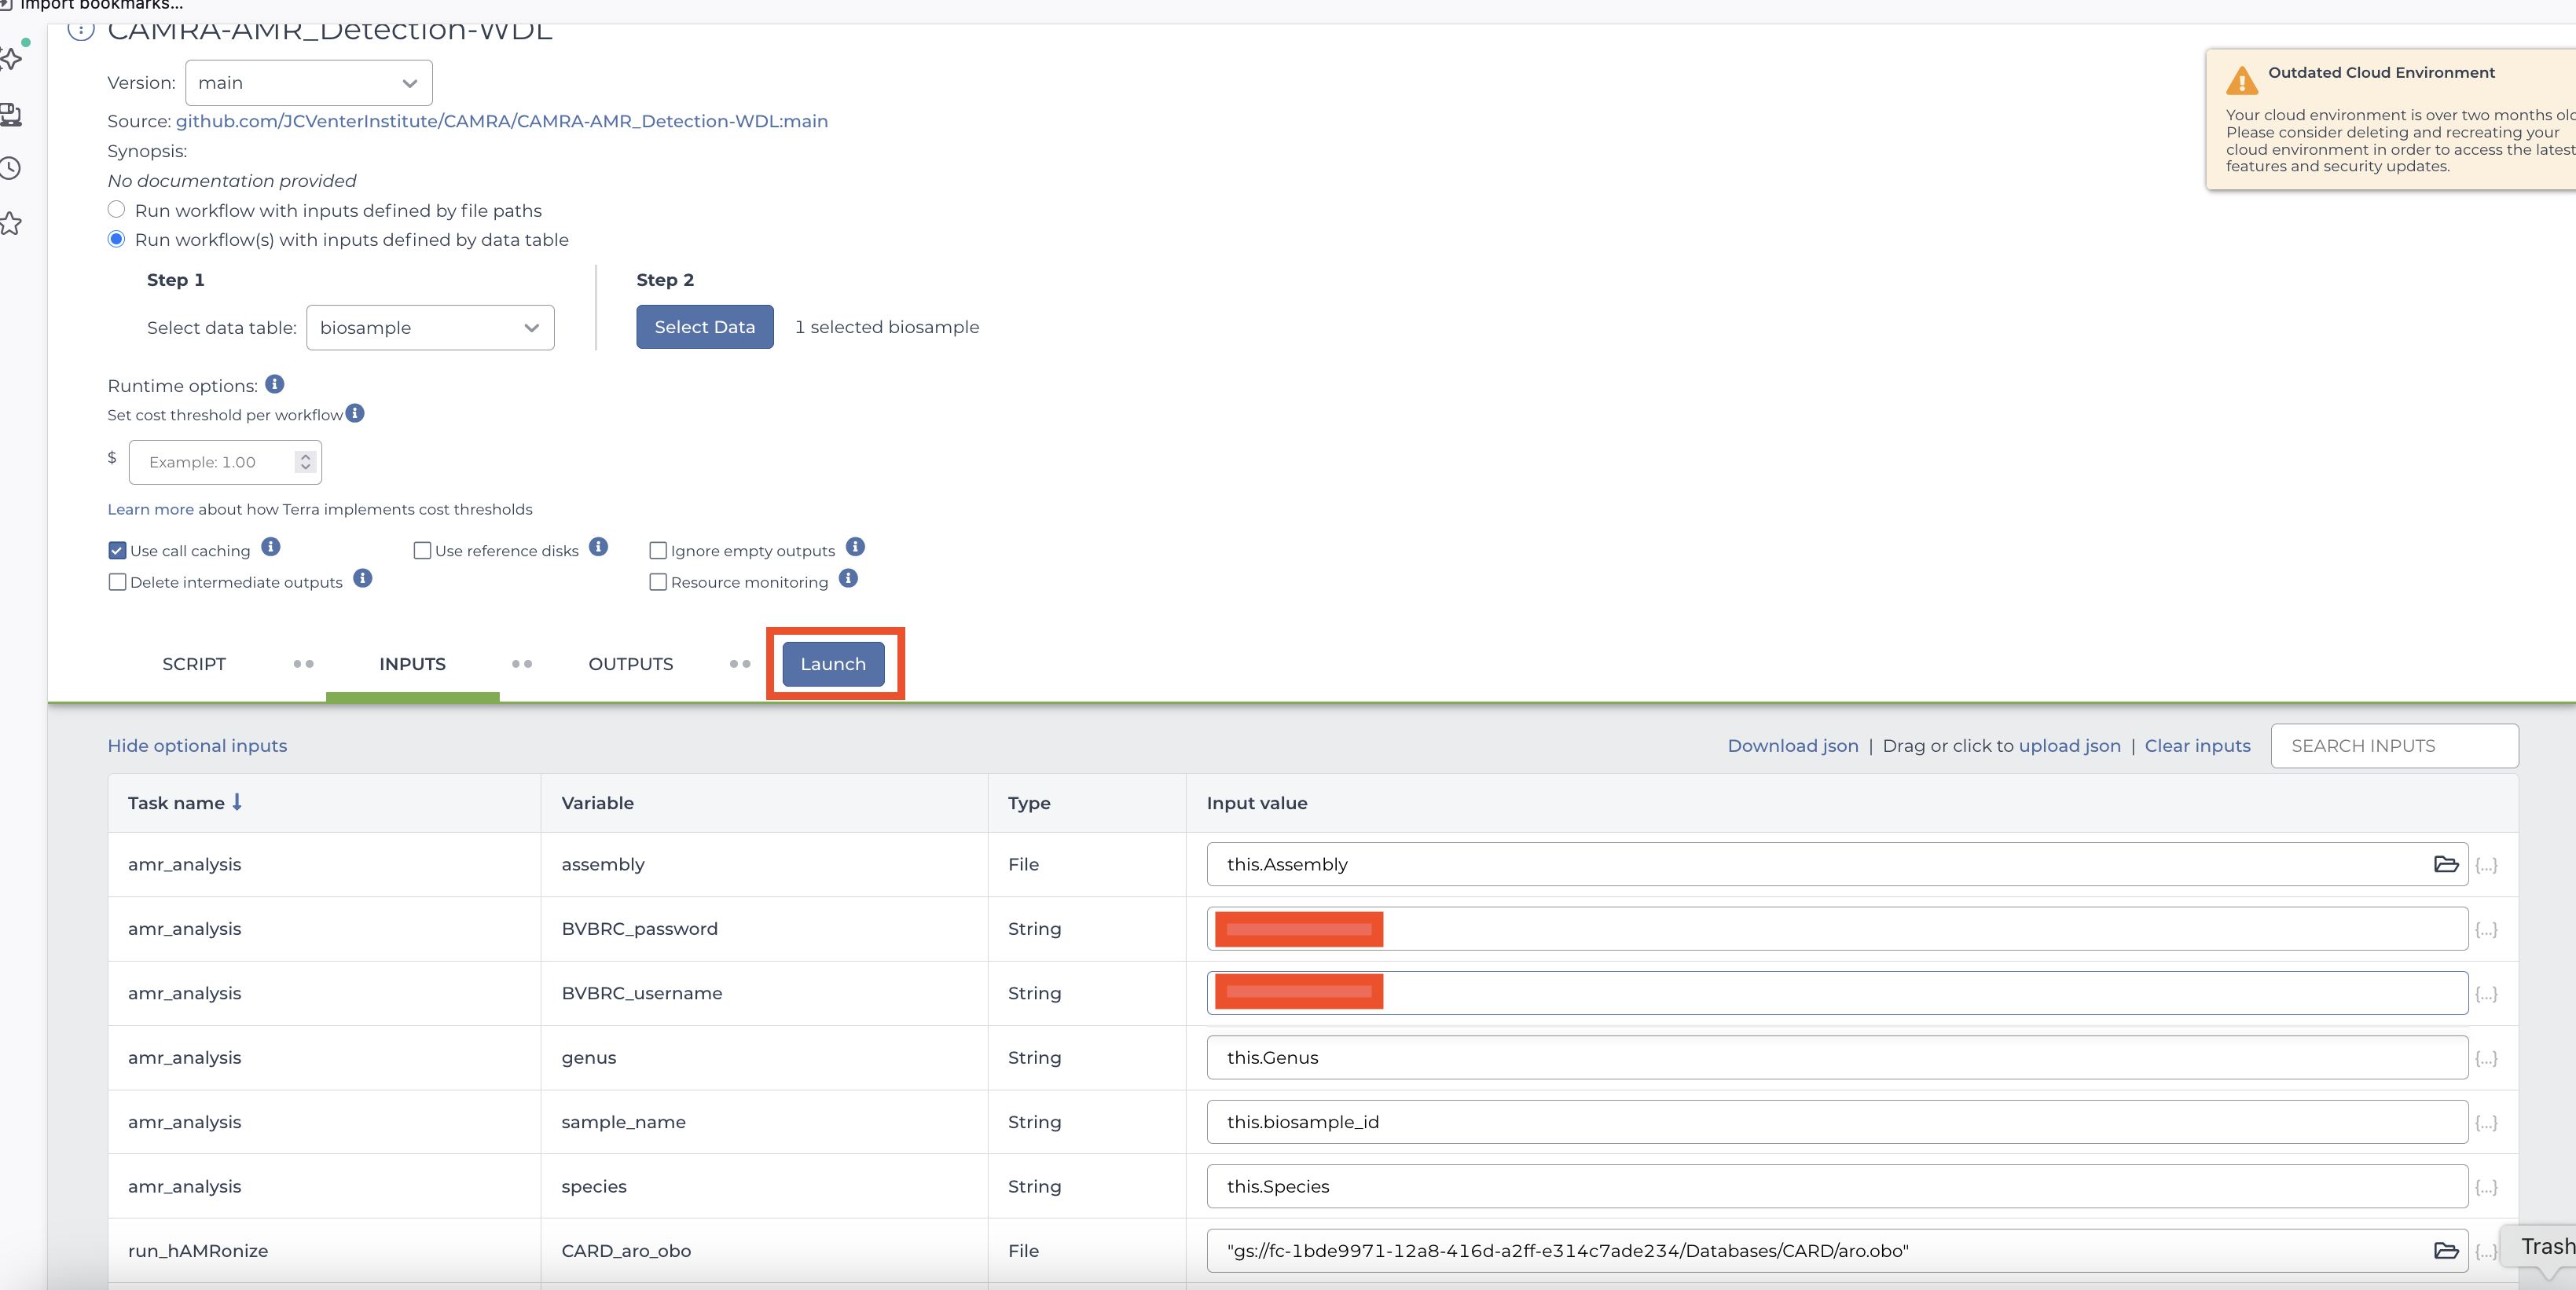 Import bookmarks...
CAMRA-AMR_Detection-WDL
Version: main
Source: github.com/JCVenterInstitute/CAMRA/CAMRA-AMR_Detection-WDL:main
Synopsis:
No documentation provided
Run workflow with inputs defined by file paths
Run workflow(s) with inputs defined by data table
Step 1
Select data table: biosample
Step 2
Select Data 1 selected biosample
Runtime options:
Set cost threshold per workflow
$ Example: 1.00
Learn more about how Terra implements cost thresholds
Use call caching Use reference disks Ignore empty outputs
Delete intermediate outputs Resource monitoring
Outdated Cloud Environment
Your cloud environment is over two months
Please consider deleting and recreating your
cloud environment in order to access the latest
features and security updates.
SCRIPT INPUTS OUTPUTS Launch
Hide optional inputs Download json | Drag or click to upload json | Clear inputs SEARCH INPUTS
Task name Variable Type Input value
amr_analysis assembly File this.Assembly {...}
amr_analysis BVBRC_password String {...}
amr_analysis BVBRC_username String {...}
amr_analysis genus String this.Genus {...}
amr_analysis sample_name String this.biosample_id {...}
amr_analysis species String this.Species {...}
run_hAMRonize CARD_aro_obo File "gs://fc-1bde9971-12a8-416d-a2ff-e314c7ade234/Databases/CARD/aro.obo" {...}
Trash